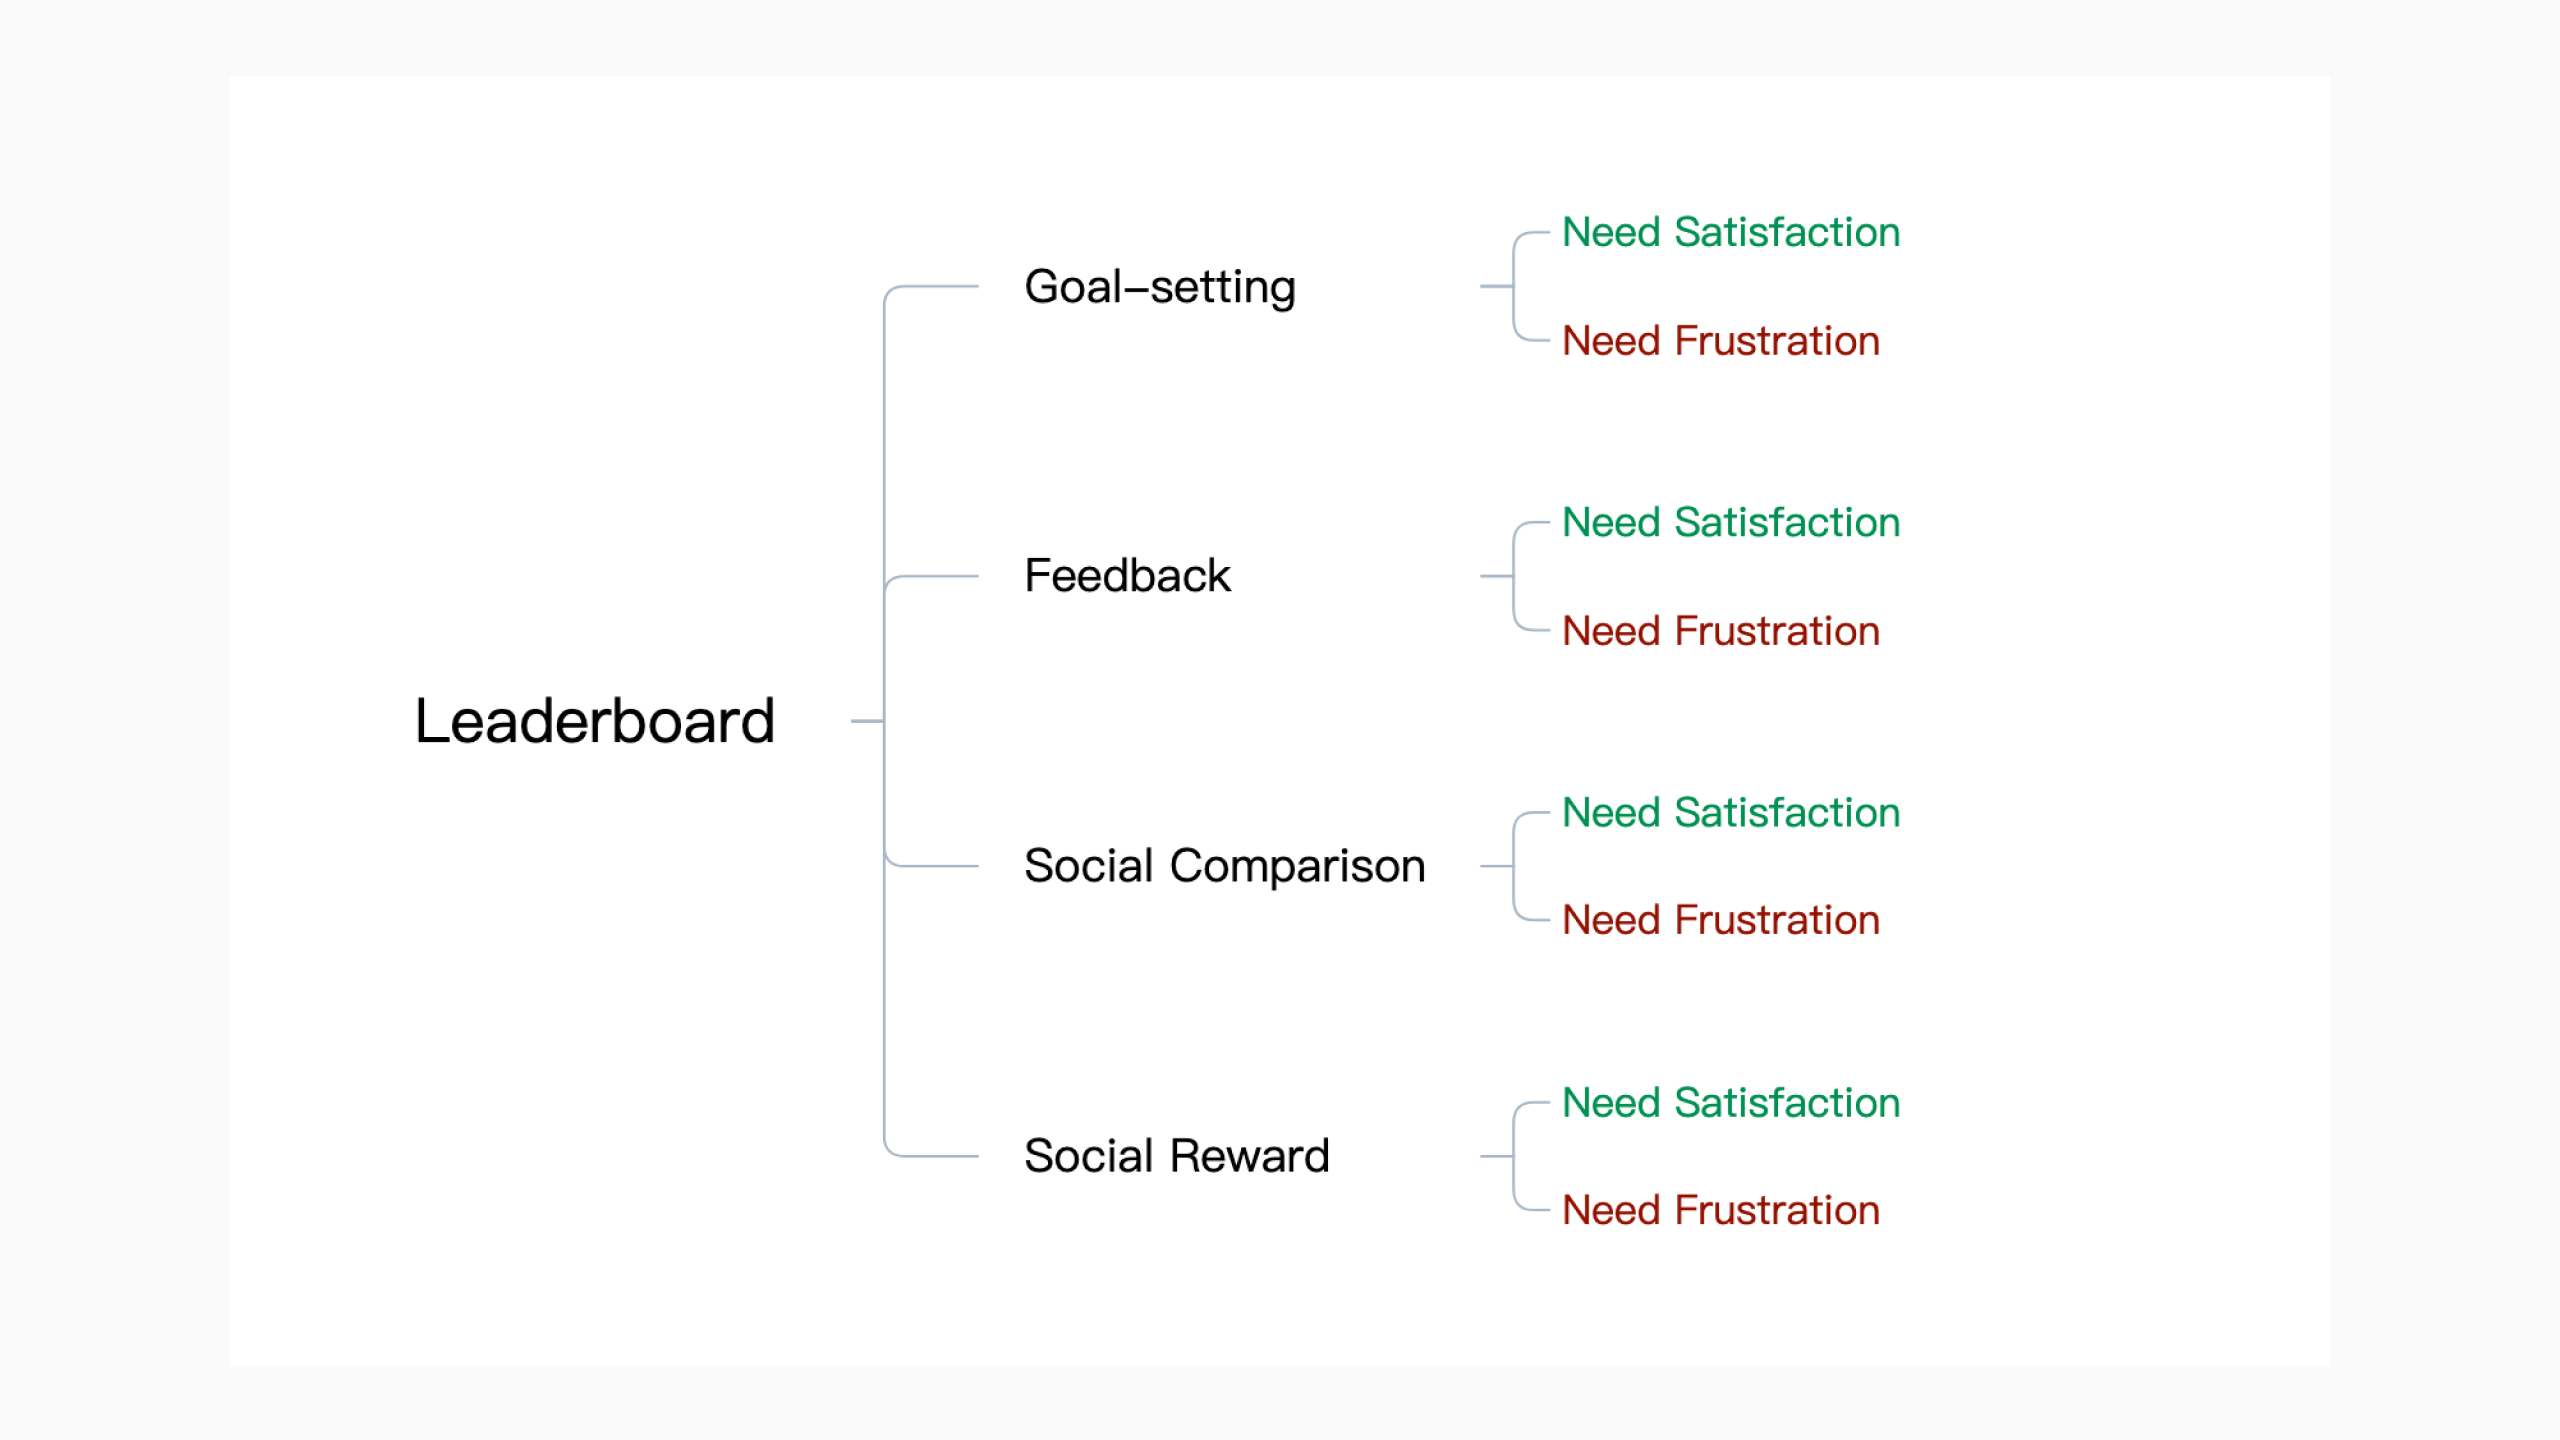 Leaderboard
Goal–setting
Need Satisfaction
Need Frustration
Feedback
Need Satisfaction
Need Frustration
Social Comparison
Need Satisfaction
Need Frustration
Social Reward
Need Satisfaction
Need Frustration